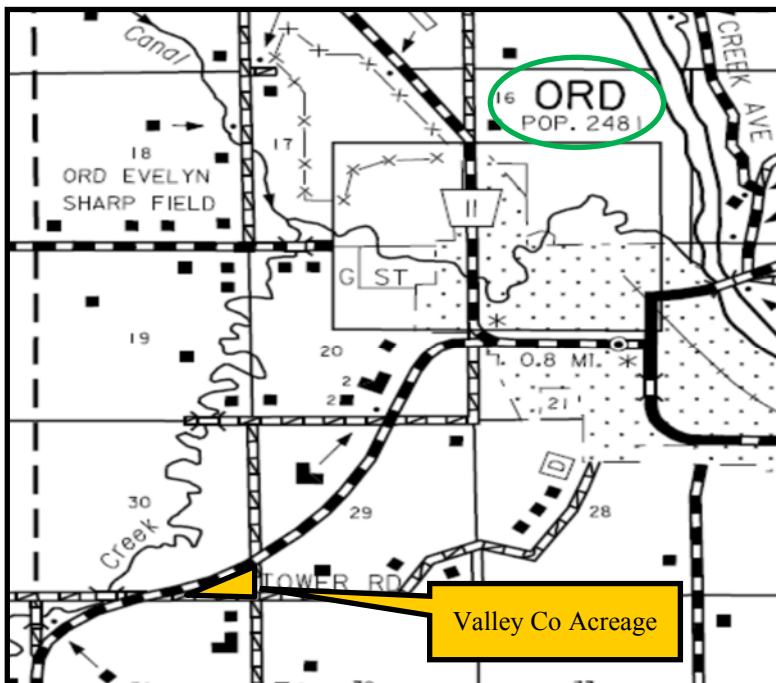 Canal
CREEK AVE
16
ORD
POP. 2481
17
18
ORD EVELYN
SHARP FIELD
11
G ST
19
20
2
2
0.8 MI.
21
D
30
29
28
Creek
TOWER RD
Valley Co Acreage
33